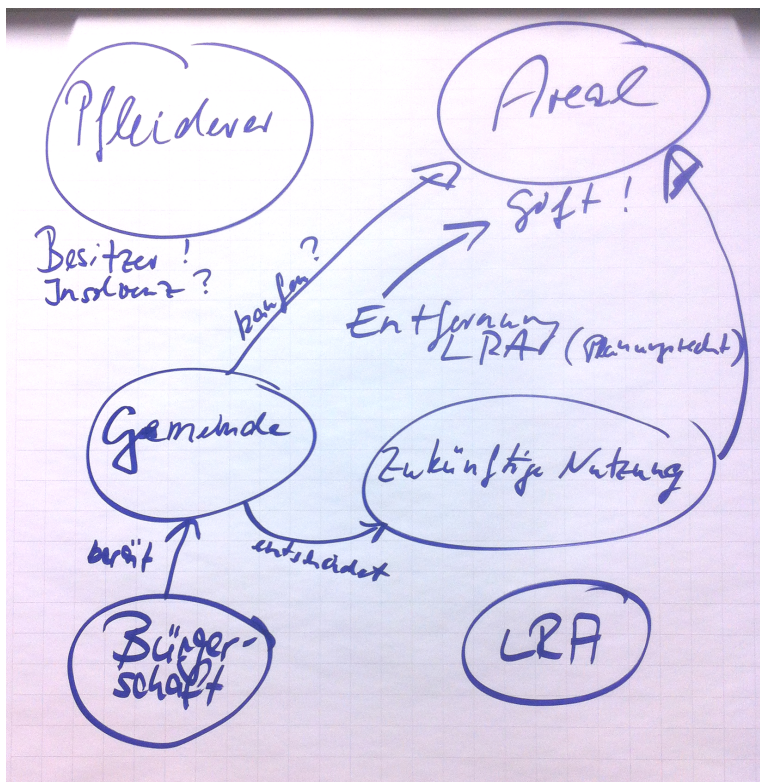 Pfleiderer
Areal
Gift !
Besitzer !
Insolvenz ?
kaufen ?
Entfernung
LRA (Planungsrecht)
Gemeinde
Zukünftige Nutzung
berät
entscheidet
Bürger-
schaft
LRA